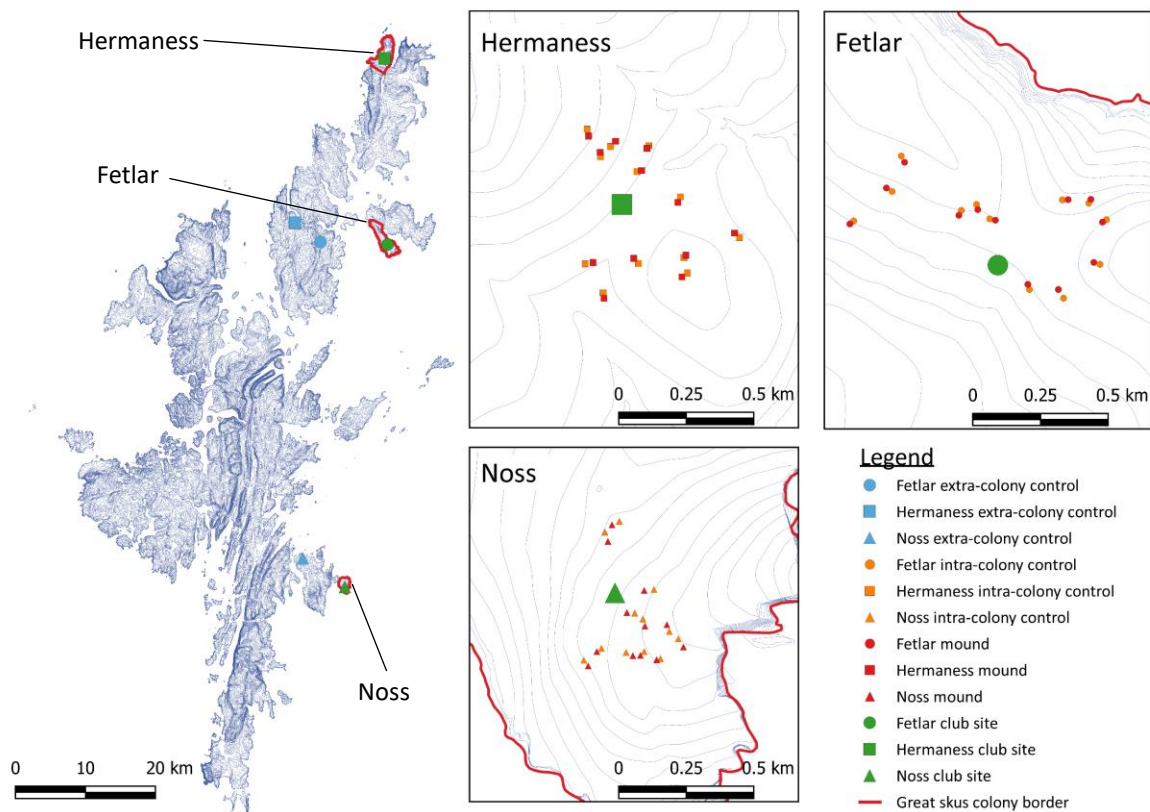 Hermaness
Fetlar
Noss
0 10 20 km
Hermaness
0 0.25 0.5 km
Fetlar
0 0.25 0.5 km
Noss
0 0.25 0.5 km
Legend
Fetlar extra-colony control
Hermaness extra-colony control
Noss extra-colony control
Fetlar intra-colony control
Hermaness intra-colony control
Noss intra-colony control
Fetlar mound
Hermaness mound
Noss mound
Fetlar club site
Hermaness club site
Noss club site
Great skus colony border